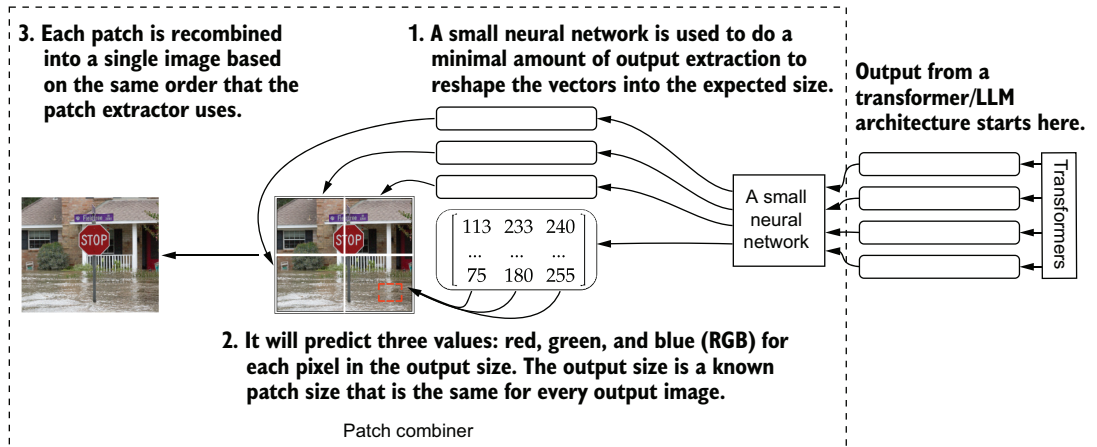 3. Each patch is recombined
into a single image based
on the same order that the
patch extractor uses.
1. A small neural network is used to do a
minimal amount of output extraction to
reshape the vectors into the expected size.
Output from a
transformer/LLM
architecture starts here.
Transformers
A small
neural
network
113 233 240
... ... ...
75 180 255
STOP
STOP
2. It will predict three values: red, green, and blue (RGB) for
each pixel in the output size. The output size is a known
patch size that is the same for every output image.
Patch combiner